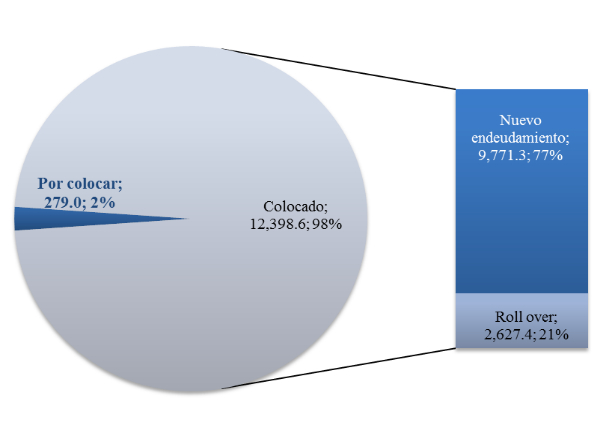 Por colocar;
279.0; 2%
Colocado;
12,398.6; 98%
Nuevo
endeudamiento;
9,771.3; 77%
Roll over;
2,627.4; 21%